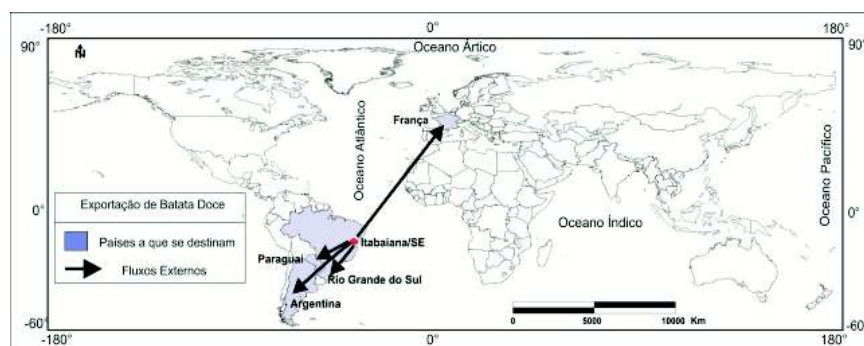 -180° 0° 180°
90° Oceano Ártico 90°
N
França
Oceano Atlântico
Oceano Pacífico
Exportação de Batata Doce
0° 0°
Oceano Índico
Países a que se destinam
Itabaiana/SE
Paraguai
Fluxos Externos
Rio Grande do Sul
Argentina
0 5000 10000 Km
-60° -60°
-180° 0° 180°